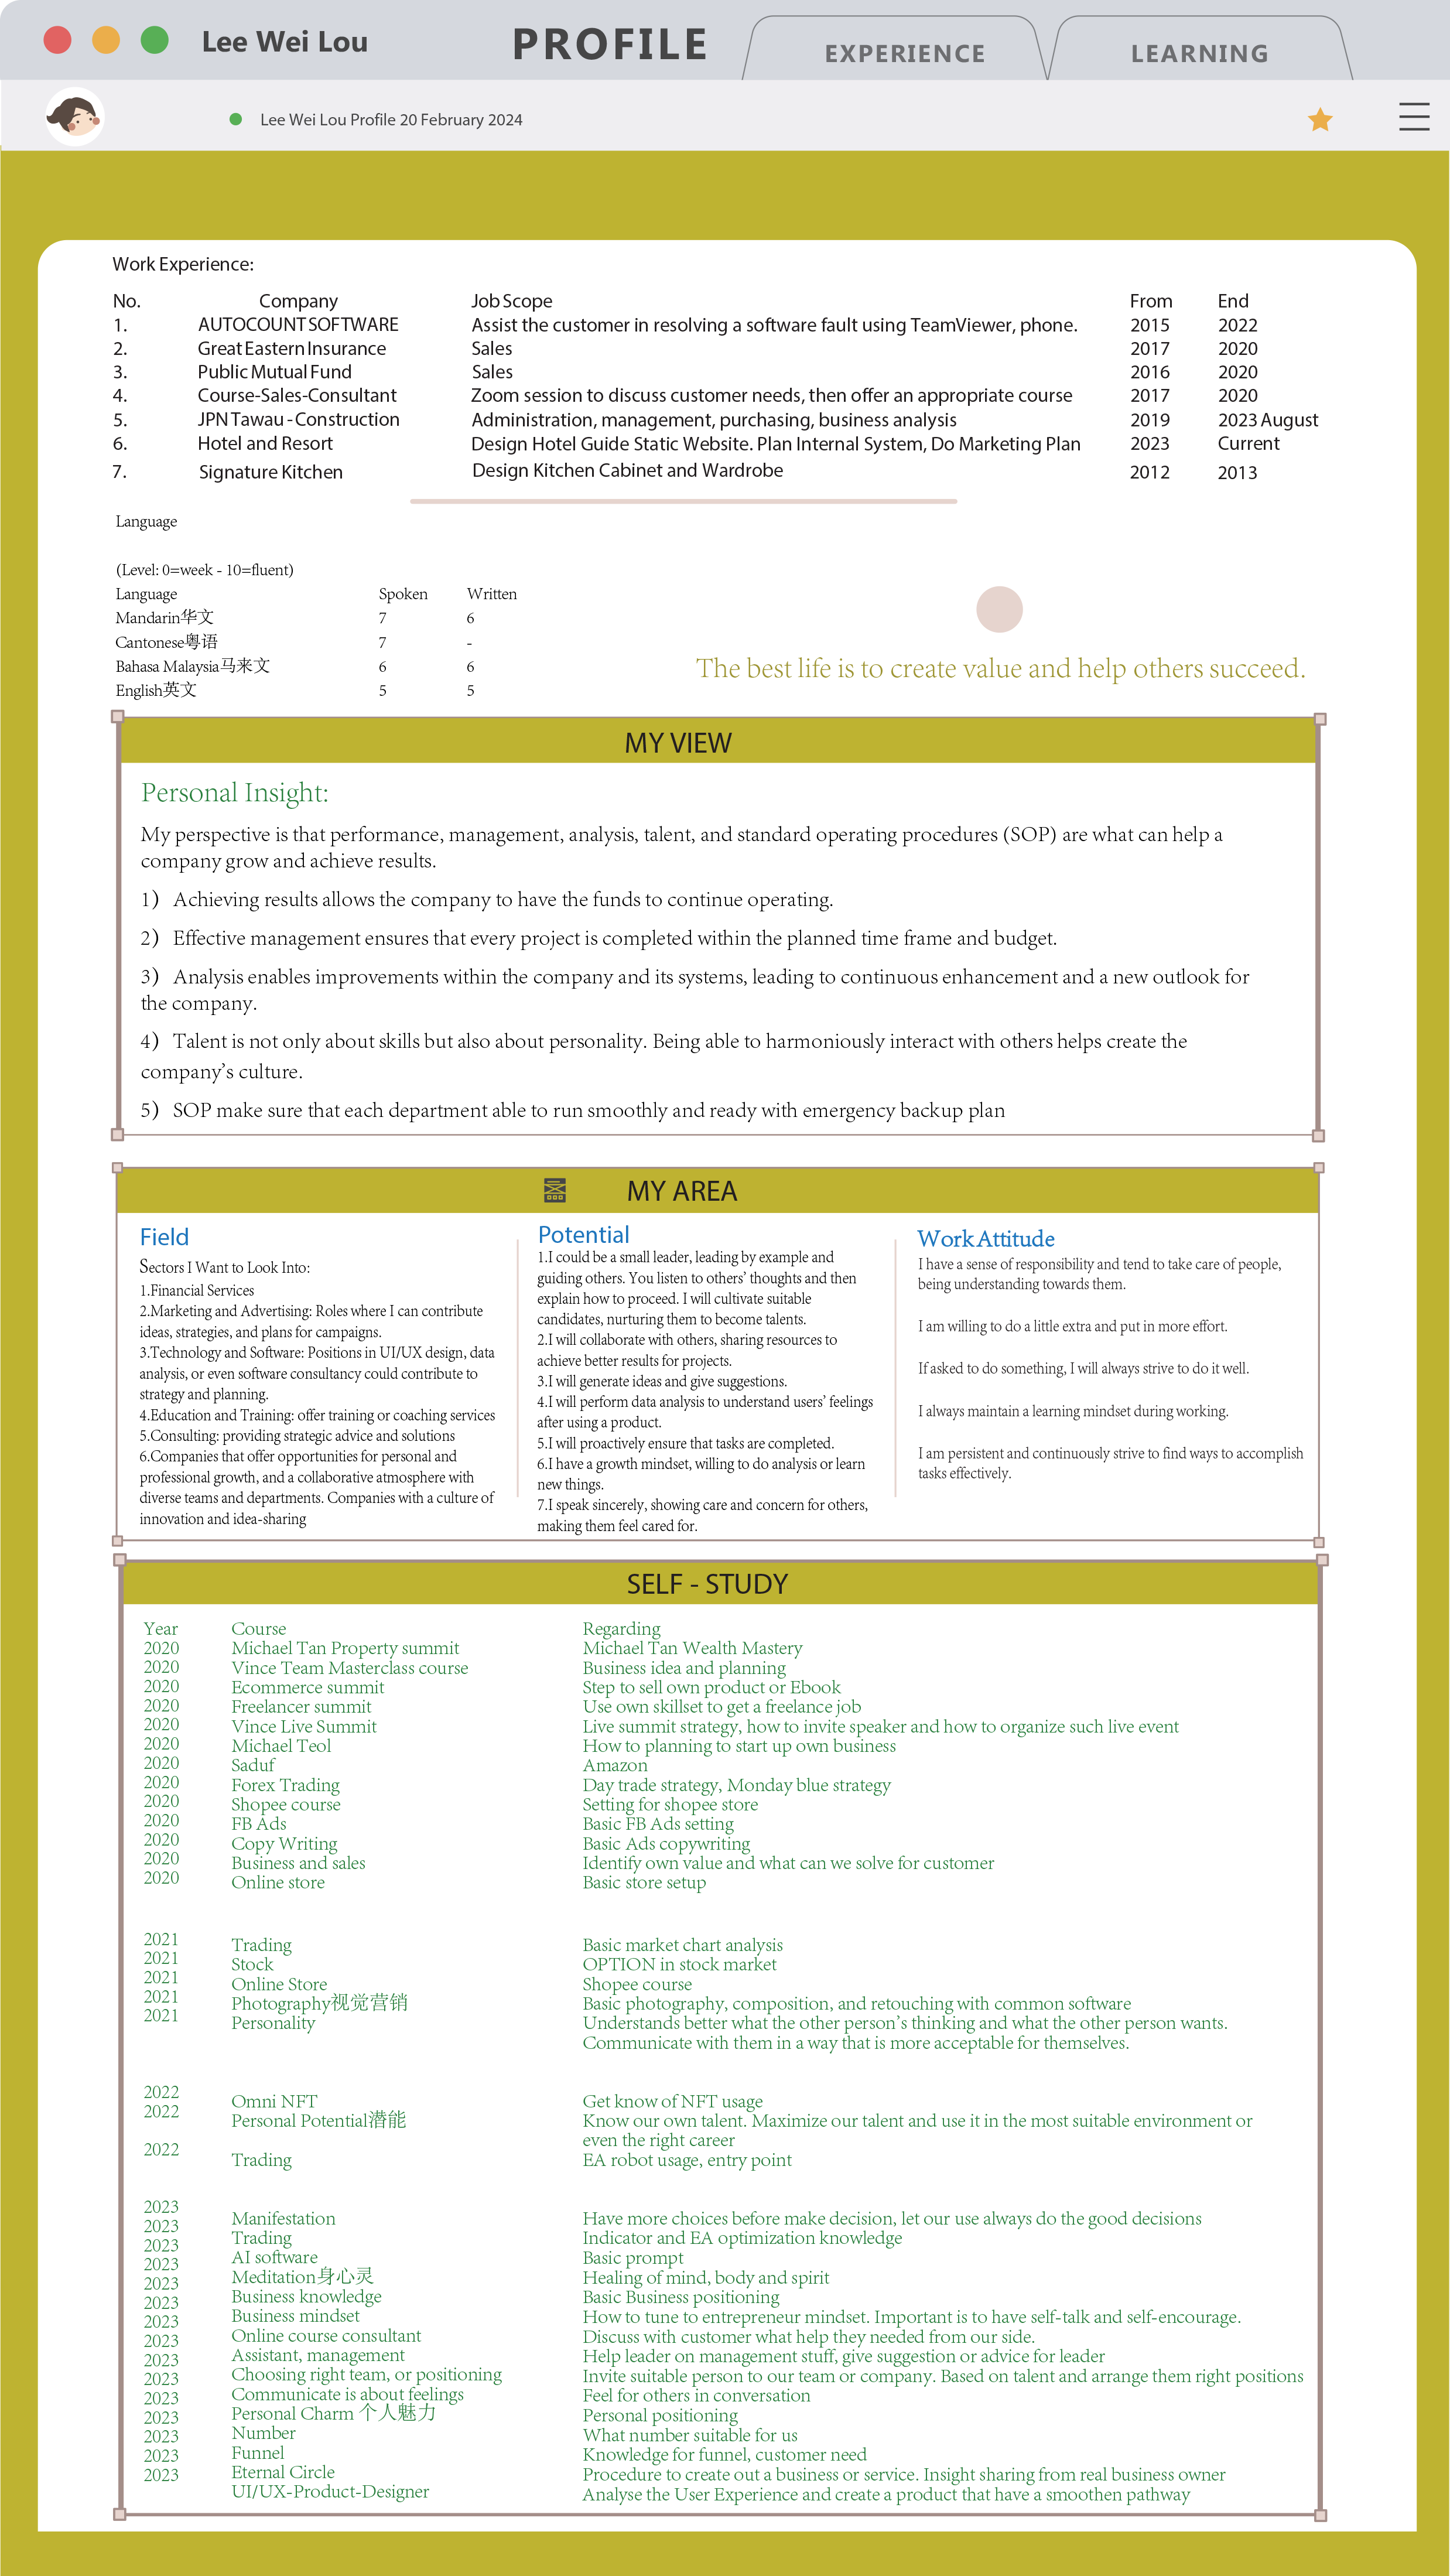 Lee Wei Lou PROFILE EXPERIENCE LEARNING
Lee Wei Lou Profile 20 February 2024
Work Experience:
No. Company Job Scope From End
1. AUTOCOUNT SOFTWARE Assist the customer in resolving a software fault using TeamViewer, phone. 2015 2022
2. Great Eastern Insurance Sales 2017 2020
3. Public Mutual Fund Sales 2016 2020
4. Course-Sales-Consultant Zoom session to discuss customer needs, then offer an appropriate course 2017 2020
5. JPN Tawau - Construction Administration, management, purchasing, business analysis 2019 2023 August
6. Hotel and Resort Design Hotel Guide Static Website. Plan Internal System, Do Marketing Plan 2023 Current
7. Signature Kitchen Design Kitchen Cabinet and Wardrobe 2012 2013
Language
(Level: 0=week - 10=fluent)
Language Spoken Written
Mandarin华文 7 6
Cantonese粤语 7 -
Bahasa Malaysia马来文 6 6
English英文 5 5
The best life is to create value and help others succeed.
MY VIEW
Personal Insight:
My perspective is that performance, management, analysis, talent, and standard operating procedures (SOP) are what can help a
company grow and achieve results.
1) Achieving results allows the company to have the funds to continue operating.
2) Effective management ensures that every project is completed within the planned time frame and budget.
3) Analysis enables improvements within the company and its systems, leading to continuous enhancement and a new outlook for
the company.
4) Talent is not only about skills but also about personality. Being able to harmoniously interact with others helps create the
company's culture.
5) SOP make sure that each department able to run smoothly and ready with emergency backup plan
MY AREA
Field
Sectors I Want to Look Into:
1.Financial Services
2.Marketing and Advertising: Roles where I can contribute
ideas, strategies, and plans for campaigns.
3.Technology and Software: Positions in UI/UX design, data
analysis, or even software consultancy could contribute to
strategy and planning.
4.Education and Training: offer training or coaching services
5.Consulting: providing strategic advice and solutions
6.Companies that offer opportunities for personal and
professional growth, and a collaborative atmosphere with
diverse teams and departments. Companies with a culture of
innovation and idea-sharing
Potential
1.I could be a small leader, leading by example and
guiding others. You listen to others' thoughts and then
explain how to proceed. I will cultivate suitable
candidates, nurturing them to become talents.
2.I will collaborate with others, sharing resources to
achieve better results for projects.
3.I will generate ideas and give suggestions.
4.I will perform data analysis to understand users' feelings
after using a product.
5.I will proactively ensure that tasks are completed.
6.I have a growth mindset, willing to do analysis or learn
new things.
7.I speak sincerely, showing care and concern for others,
making them feel cared for.
Work Attitude
I have a sense of responsibility and tend to take care of people,
being understanding towards them.
I am willing to do a little extra and put in more effort.
If asked to do something, I will always strive to do it well.
I always maintain a learning mindset during working.
I am persistent and continuously strive to find ways to accomplish
tasks effectively.
SELF - STUDY
Year Course Regarding
2020 Michael Tan Property summit Michael Tan Wealth Mastery
2020 Vince Team Masterclass course Business idea and planning
2020 Ecommerce summit Step to sell own product or Ebook
2020 Freelancer summit Use own skillset to get a freelance job
2020 Vince Live Summit Live summit strategy, how to invite speaker and how to organize such live event
2020 Michael Teol How to planning to start up own business
2020 Saduf Amazon
2020 Forex Trading Day trade strategy, Monday blue strategy
2020 Shopee course Setting for shopee store
2020 FB Ads Basic FB Ads setting
2020 Copy Writing Basic Ads copywriting
2020 Business and sales Identify own value and what can we solve for customer
2020 Online store Basic store setup
2021 Trading Basic market chart analysis
2021 Stock OPTION in stock market
2021 Online Store Shopee course
2021 Photography视觉营销 Basic photography, composition, and retouching with common software
2021 Personality Understands better what the other person's thinking and what the other person wants.
Communicate with them in a way that is more acceptable for themselves.
2022 Omni NFT Get know of NFT usage
2022 Personal Potential潜能 Know our own talent. Maximize our talent and use it in the most suitable environment or
even the right career
2022 Trading EA robot usage, entry point
2023 Manifestation Have more choices before make decision, let our use always do the good decisions
2023 Trading Indicator and EA optimization knowledge
2023 AI software Basic prompt
2023 Meditation身心灵 Healing of mind, body and spirit
2023 Business knowledge Basic Business positioning
2023 Business mindset How to tune to entrepreneur mindset. Important is to have self-talk and self-encourage.
2023 Online course consultant Discuss with customer what help they needed from our side.
2023 Assistant, management Help leader on management stuff, give suggestion or advice for leader
2023 Choosing right team, or positioning Invite suitable person to our team or company. Based on talent and arrange them right positions
2023 Communicate is about feelings Feel for others in conversation
2023 Personal Charm 个人魅力 Personal positioning
2023 Number What number suitable for us
2023 Funnel Knowledge for funnel, customer need
2023 Eternal Circle Procedure to create out a business or service. Insight sharing from real business owner
2023 UI/UX-Product-Designer Analyse the User Experience and create a product that have a smoothen pathway